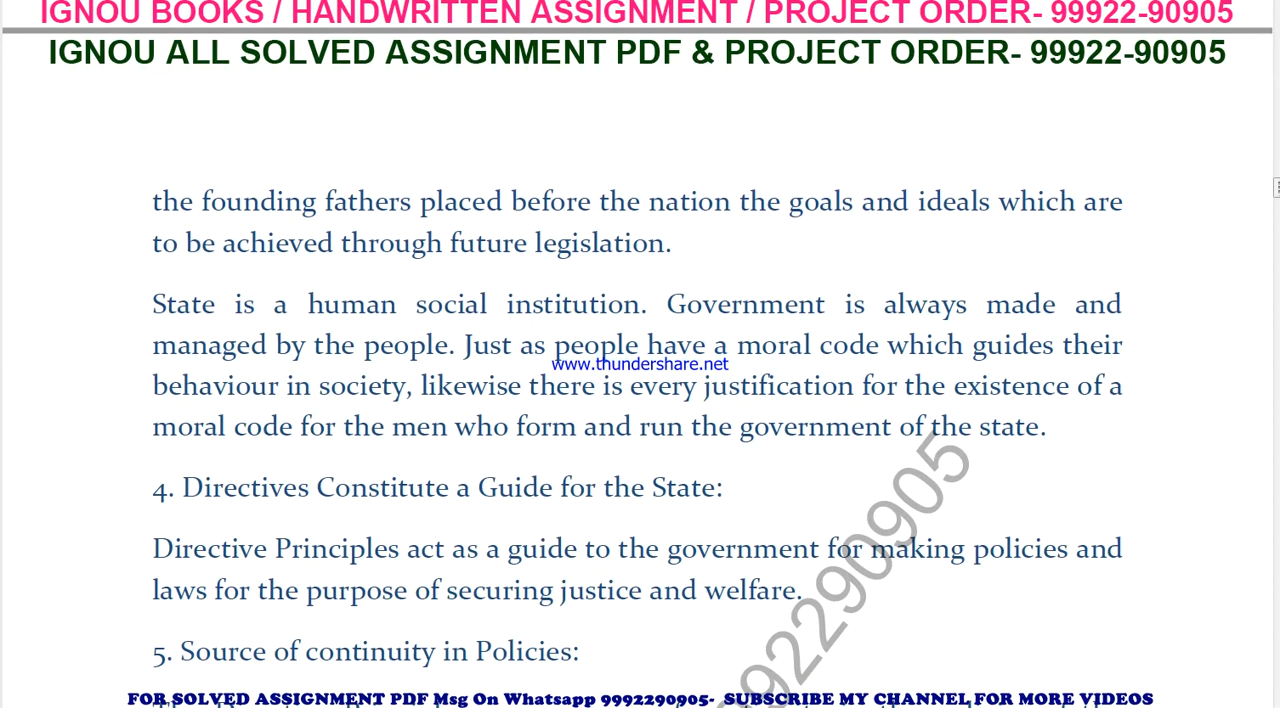 IGNOU BOOKS / HANDWRITTEN ASSIGNMENT / PROJECT ORDER- 99922-90905
IGNOU ALL SOLVED ASSIGNMENT PDF & PROJECT ORDER- 99922-90905
the founding fathers placed before the nation the goals and ideals which are
to be achieved through future legislation.
State is a human social institution. Government is always made and
managed by the people. Just as people have a moral code which guides their
www.thundershare.net
behaviour in society, likewise there is every justification for the existence of a
moral code for the men who form and run the government of the state.
4. Directives Constitute a Guide for the State:
Directive Principles act as a guide to the government for making policies and
laws for the purpose of securing justice and welfare.
5. Source of continuity in Policies:
FOR SOLVED ASSIGNMENT PDF Msg On Whatsapp 9992290905- SUBSCRIBE MY CHANNEL FOR MORE VIDEOS